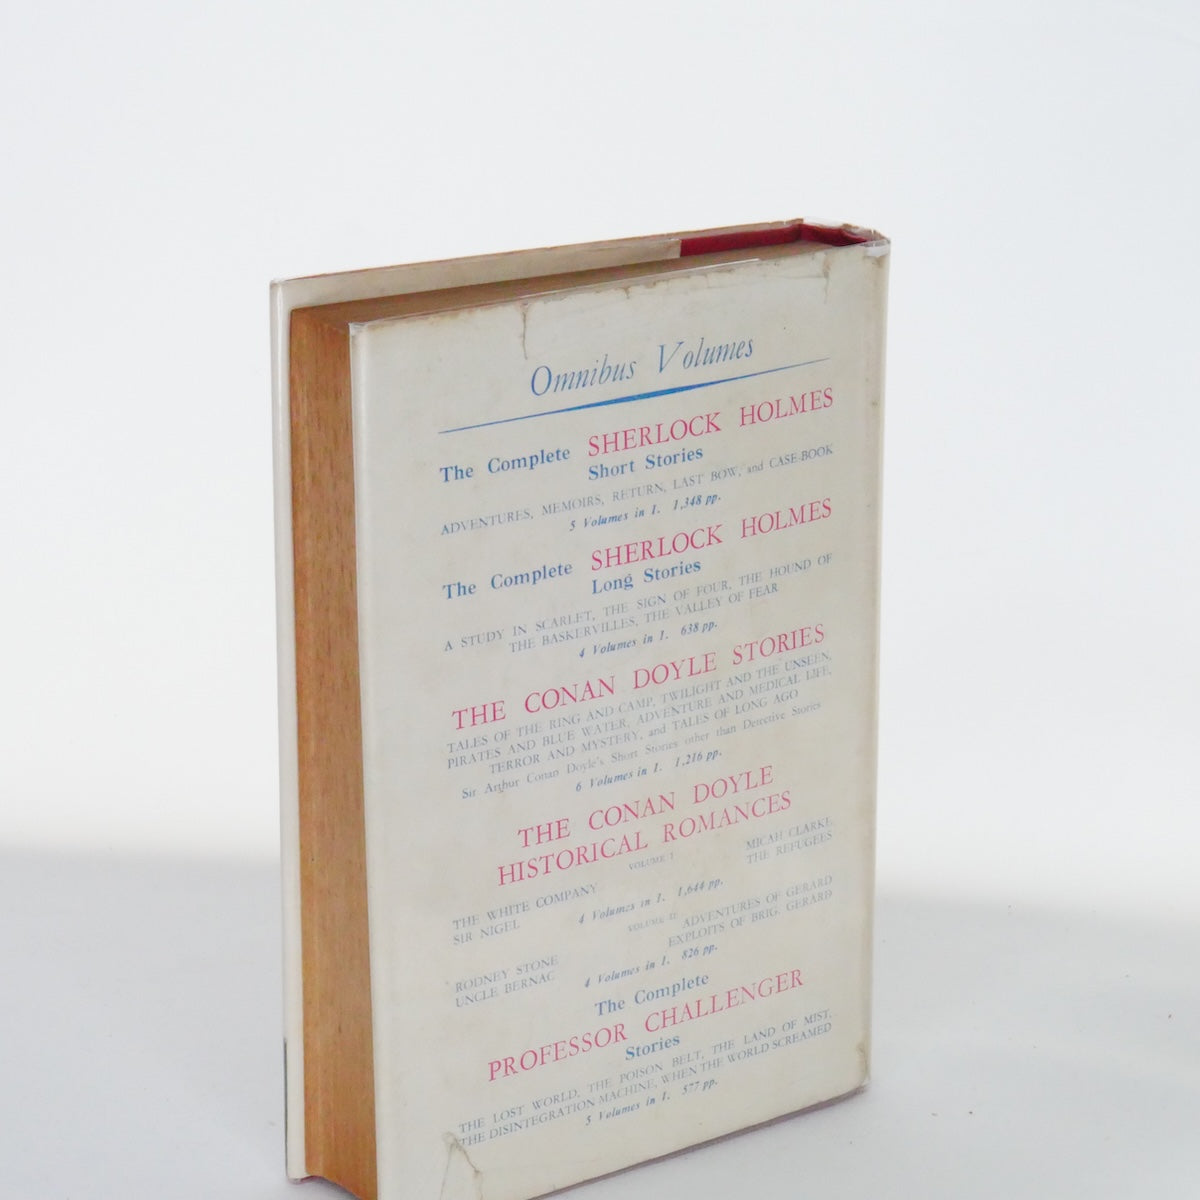 Omnibus Volumes
The Complete SHERLOCK HOLMES
Short Stories
ADVENTURES, MEMOIRS, RETURN, LAST BOW, and CASE-BOOK
5 Volumes in 1. 1,348 pp.
The Complete SHERLOCK HOLMES
Long Stories
A STUDY IN SCARLET, THE SIGN OF FOUR, THE HOUND OF
THE BASKERVILLES, THE VALLEY OF FEAR
4 Volumes in 1. 638 pp.
THE CONAN DOYLE STORIES
TALES OF THE RING AND CAMP, TWILIGHT AND THE UNSEEN,
PIRATES AND BLUE WATER, ADVENTURE AND MEDICAL LIFE,
TERROR AND MYSTERY, and TALES OF LONG AGO
Sir Arthur Conan Doyle's Short Stories other than Detective Stories
6 Volumes in 1. 1,216 pp.
THE CONAN DOYLE
HISTORICAL ROMANCES
VOLUME I
THE WHITE COMPANY MICAH CLARKE
SIR NIGEL THE REFUGEES
4 Volumes in 1. 1,644 pp.
VOLUME II
RODNEY STONE ADVENTURES OF GERARD
UNCLE BERNAC EXPLOITS OF BRIG. GERARD
4 Volumes in 1. 826 pp.
The Complete
PROFESSOR CHALLENGER
Stories
THE LOST WORLD, THE POISON BELT, THE LAND OF MIST,
THE DISINTEGRATION MACHINE, WHEN THE WORLD SCREAMED
5 Volumes in 1. 577 pp.